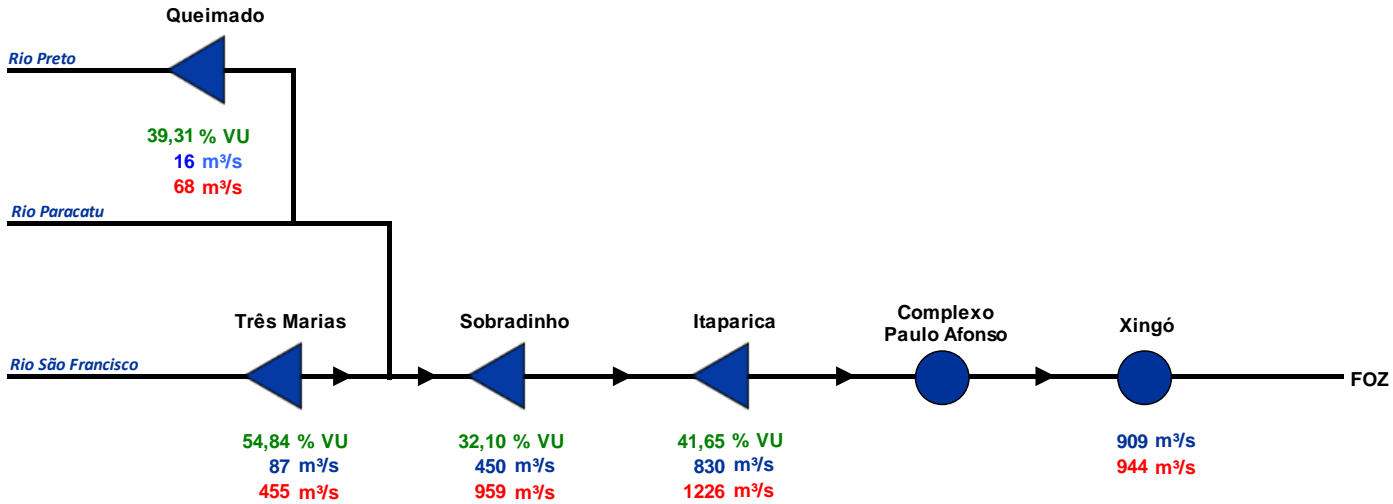 Queimado
Rio Preto
39,31 % VU
16 m³/s
68 m³/s
Rio Paracatu
Três Marias
Sobradinho
Itaparica
Complexo
Paulo Afonso
Xingó
Rio São Francisco
FOZ
54,84 % VU
87 m³/s
455 m³/s
32,10 % VU
450 m³/s
959 m³/s
41,65 % VU
830 m³/s
1226 m³/s
909 m³/s
944 m³/s